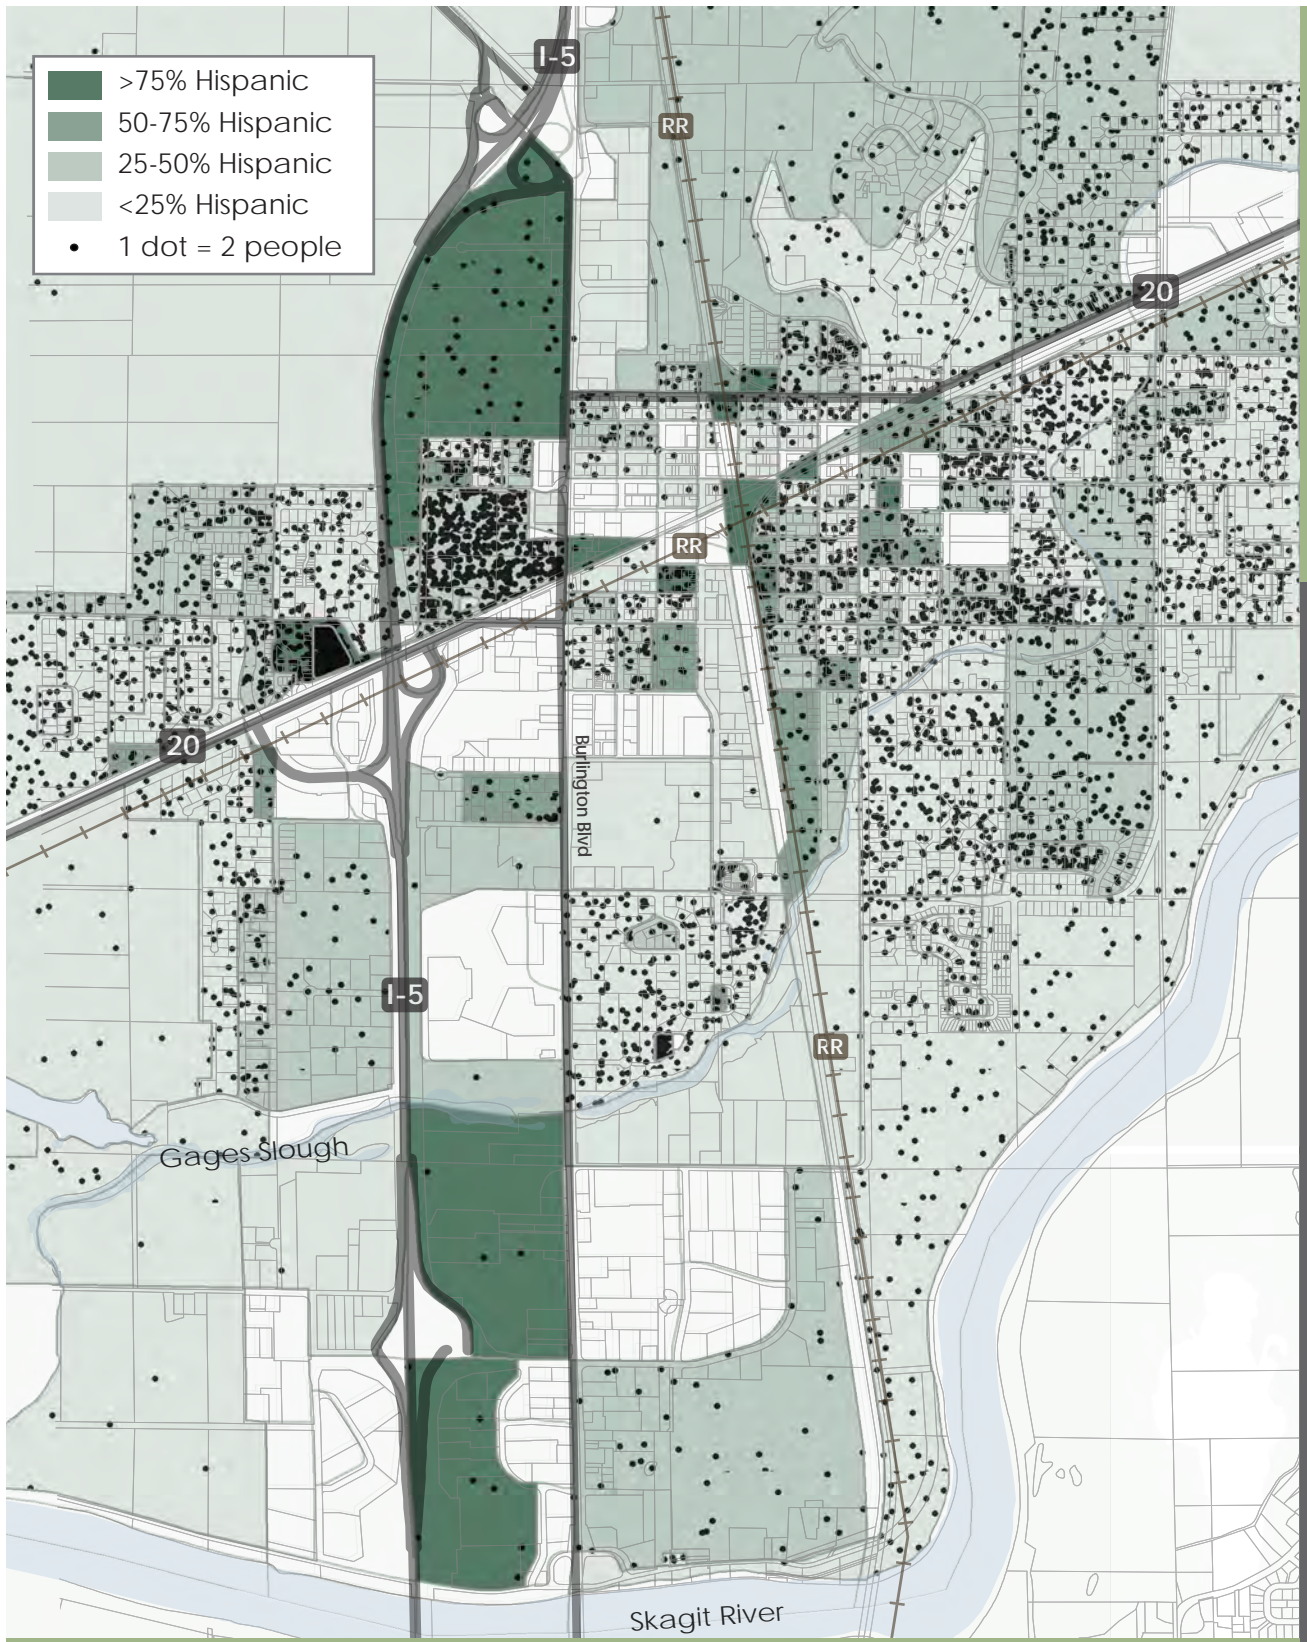 I-5
>75% Hispanic
50-75% Hispanic
25-50% Hispanic
<25% Hispanic
1 dot = 2 people
RR
20
RR
20
Burlington Blvd
I-5
RR
Gages Slough
Skagit River